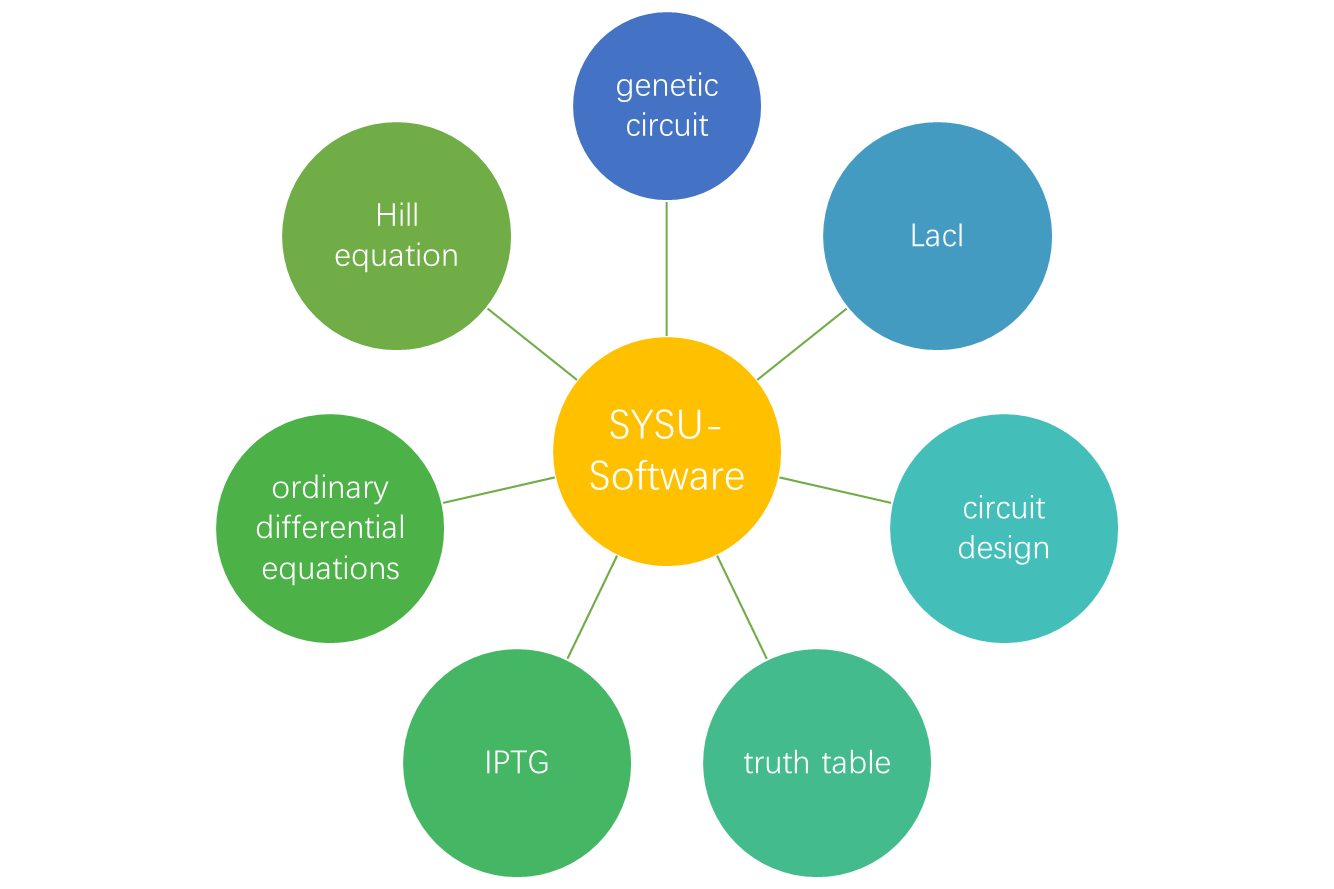 genetic
circuit
Hill
equation
LacI
SYSU-
Software
ordinary
differential
equations
circuit
design
IPTG
truth table